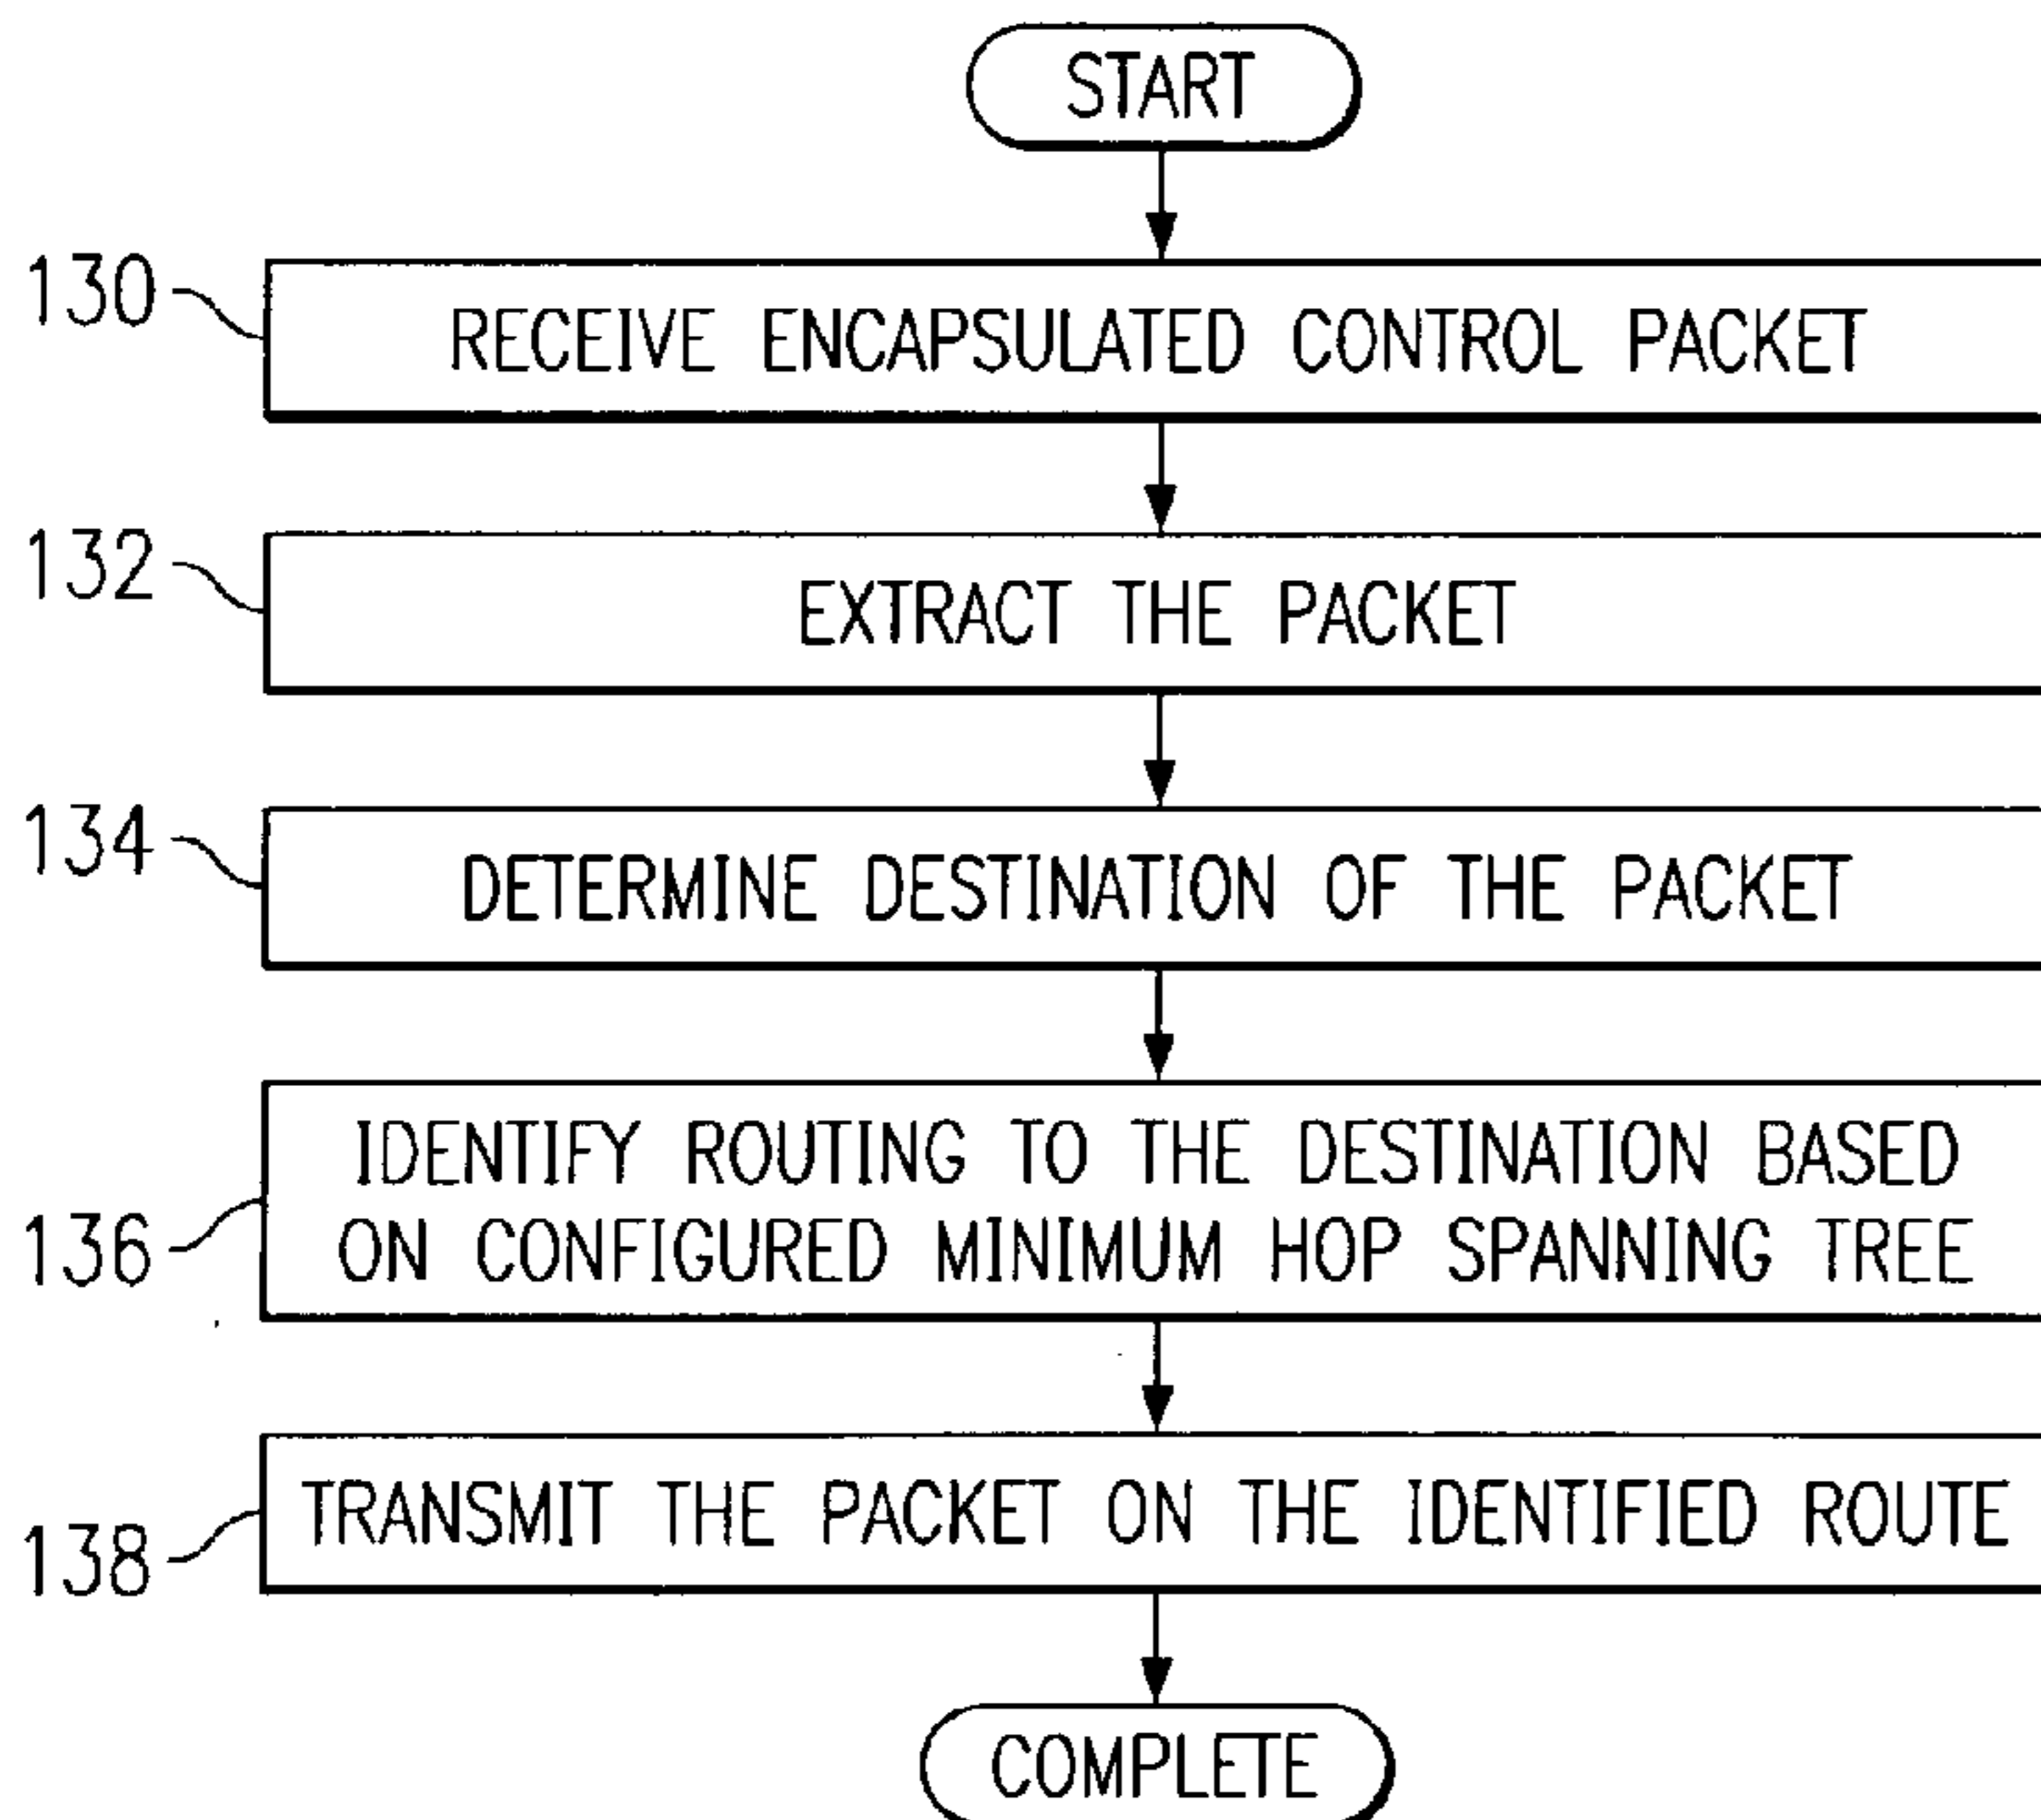 START
130
RECEIVE ENCAPSULATED CONTROL PACKET
132
EXTRACT THE PACKET
134
DETERMINE DESTINATION OF THE PACKET
136
IDENTIFY ROUTING TO THE DESTINATION BASED
ON CONFIGURED MINIMUM HOP SPANNING TREE
138
TRANSMIT THE PACKET ON THE IDENTIFIED ROUTE
COMPLETE